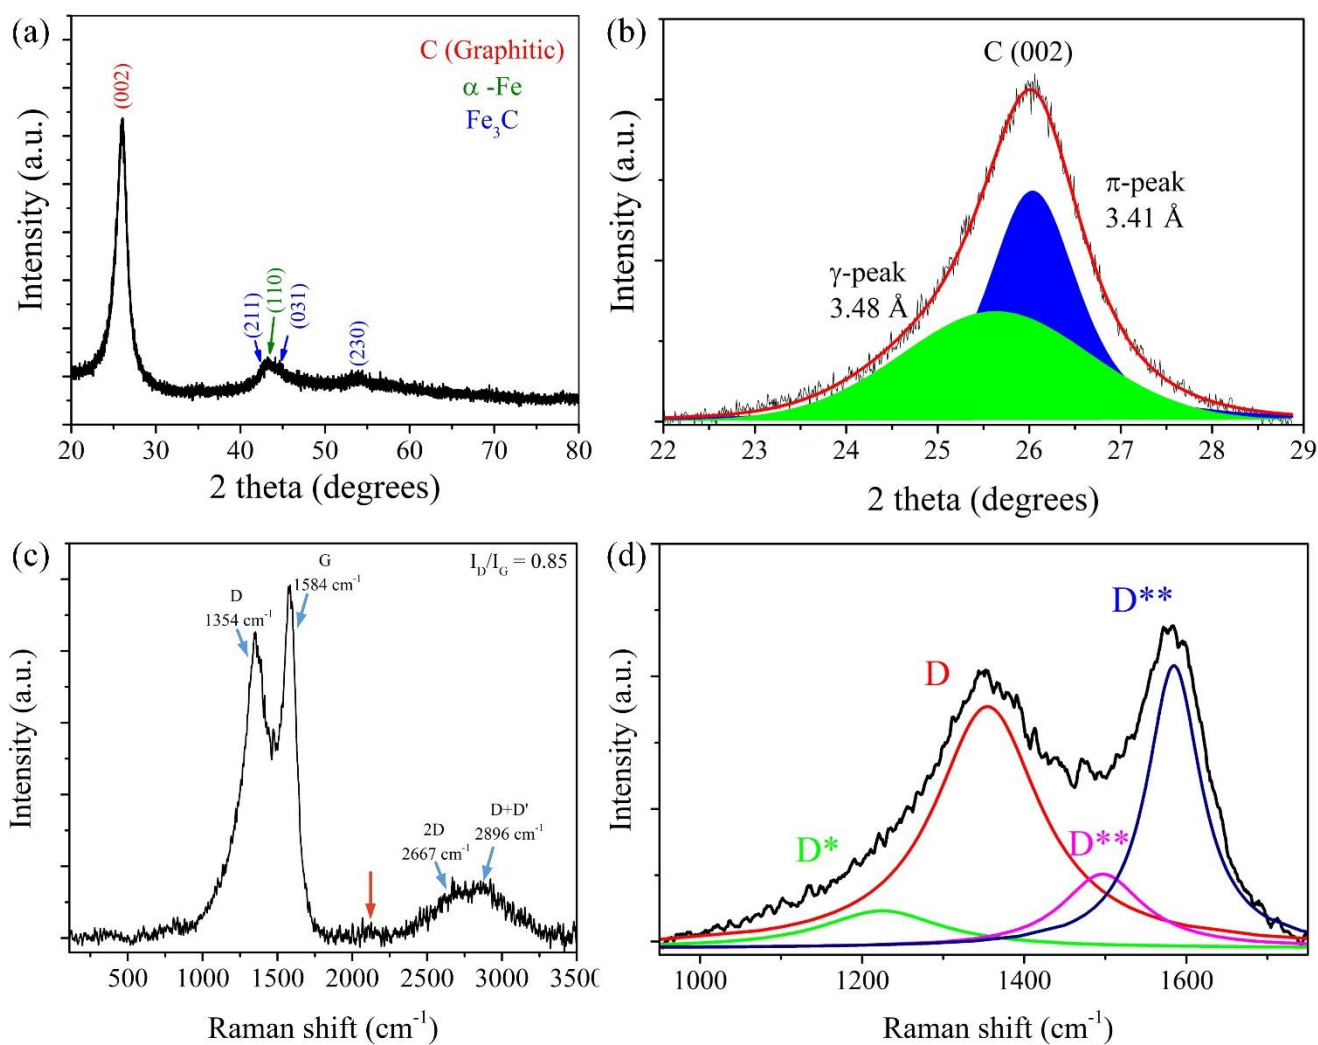 (a)
C (Graphitic)
α -Fe
Fe₃C
(002)
(211)
(110)
(031)
(230)
Intensity (a.u.)
20 30 40 50 60 70 80
2 theta (degrees)
(b)
C (002)
π-peak
3.41 Å
γ-peak
3.48 Å
Intensity (a.u.)
22 23 24 25 26 27 28 29
2 theta (degrees)
(c)
G
1584 cm⁻¹
I_D/I_G = 0.85
D
1354 cm⁻¹
2D
2667 cm⁻¹
D+D'
2896 cm⁻¹
Intensity (a.u.)
500 1000 1500 2000 2500 3000 3500
Raman shift (cm⁻¹)
(d)
D**
D
D**
D*
Intensity (a.u.)
1000 1200 1400 1600
Raman shift (cm⁻¹)